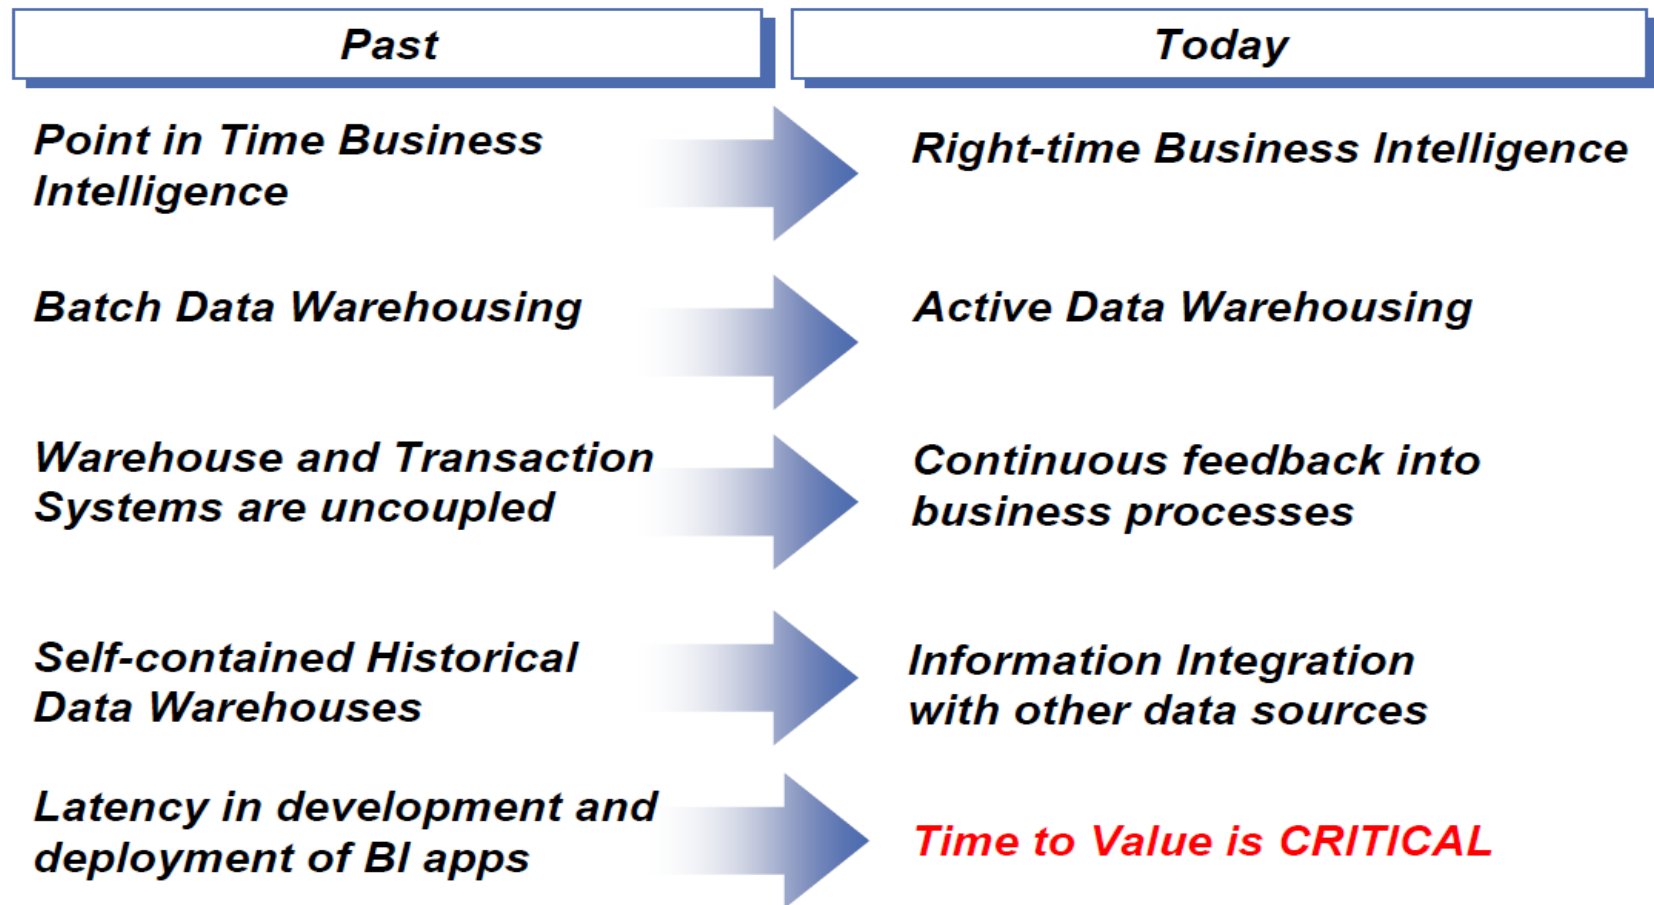 Past
Today
Point in Time Business
Intelligence
Right-time Business Intelligence
Batch Data Warehousing
Active Data Warehousing
Warehouse and Transaction
Systems are uncoupled
Continuous feedback into
business processes
Self-contained Historical
Data Warehouses
Information Integration
with other data sources
Latency in development and
deployment of BI apps
Time to Value is CRITICAL